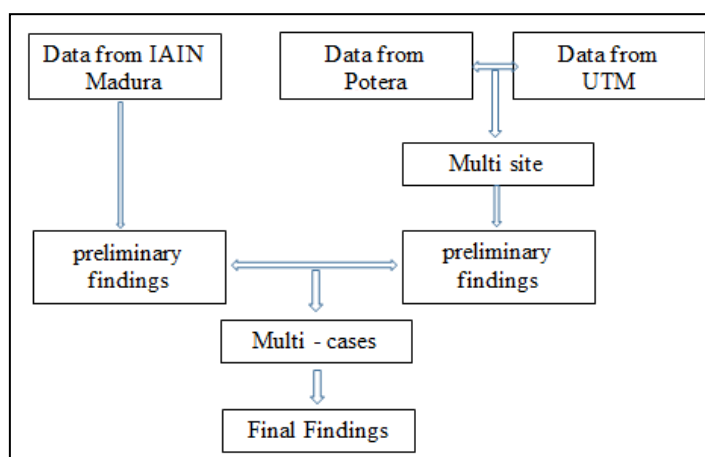 Data from IAIN
Madura
Data from
Potera
Data from
UTM
Multi site
preliminary
findings
preliminary
findings
Multi - cases
Final Findings